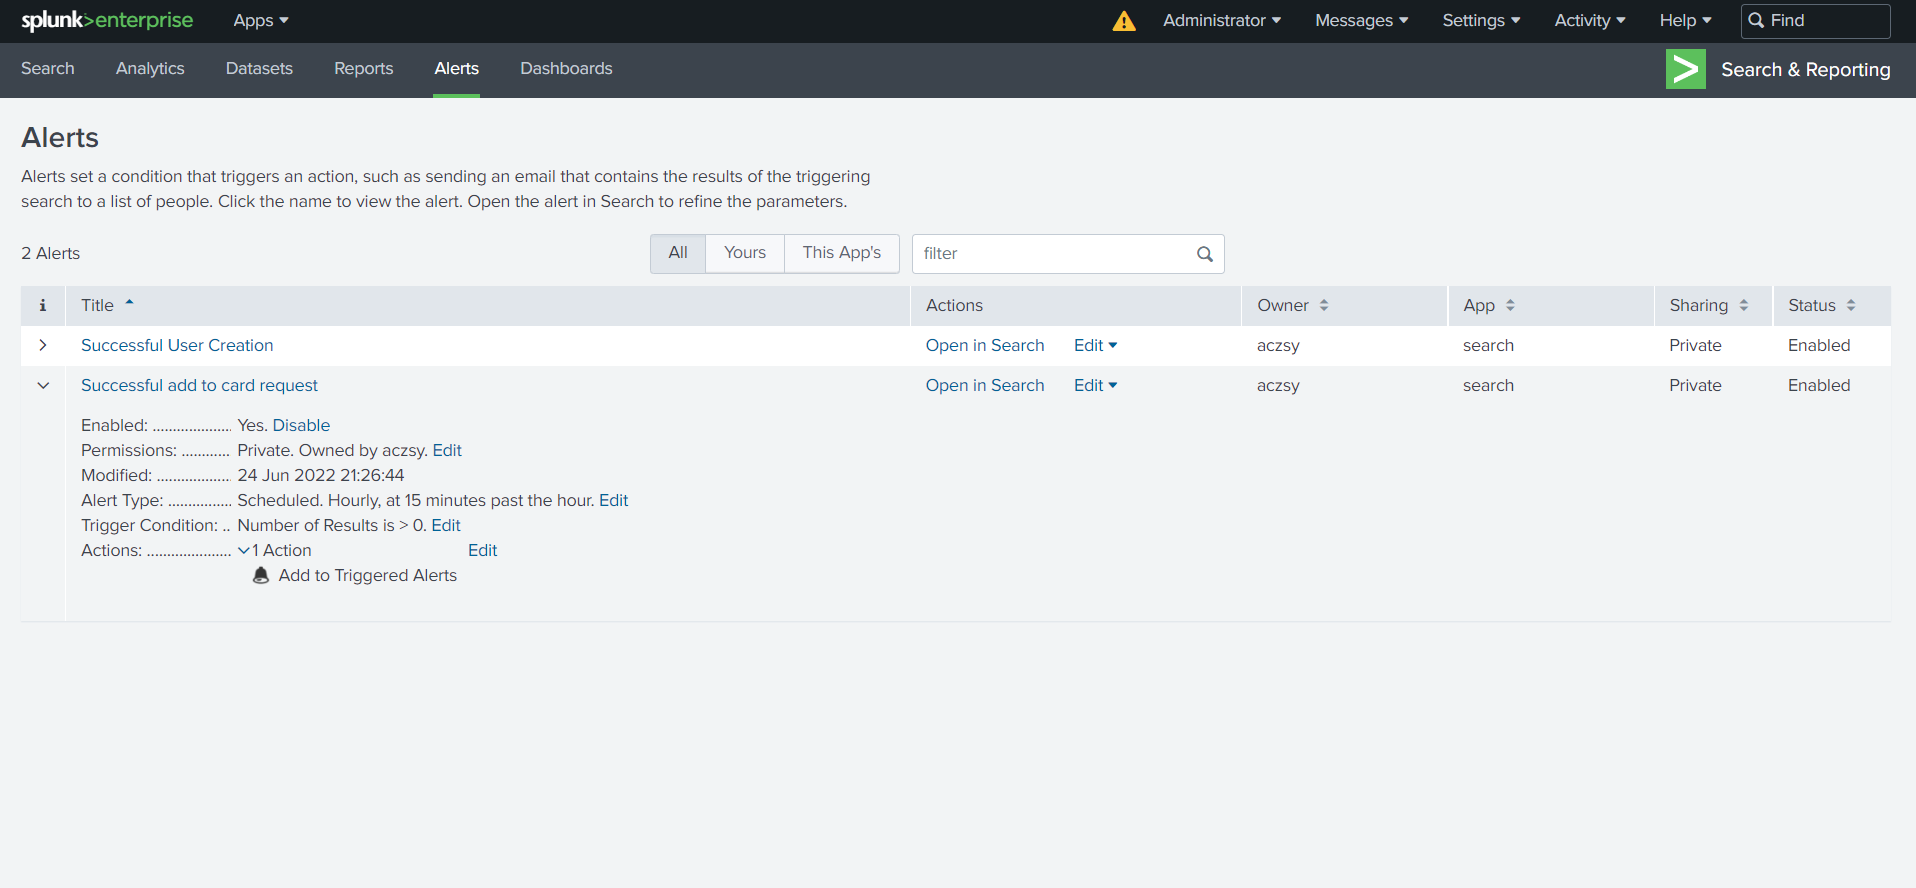 splunk>enterprise Apps Administrator Messages Settings Activity Help Find
Search Analytics Datasets Reports Alerts Dashboards Search & Reporting
Alerts
Alerts set a condition that triggers an action, such as sending an email that contains the results of the triggering
search to a list of people. Click the name to view the alert. Open the alert in Search to refine the parameters.
2 Alerts All Yours This App's filter
i Title Actions Owner App Sharing Status
Successful User Creation Open in Search Edit aczsy search Private Enabled
Successful add to card request Open in Search Edit aczsy search Private Enabled
Enabled: ................... Yes. Disable
Permissions: ............ Private. Owned by aczsy. Edit
Modified: .................. 24 Jun 2022 21:26:44
Alert Type: ................ Scheduled. Hourly, at 15 minutes past the hour. Edit
Trigger Condition: .. Number of Results is > 0. Edit
Actions: ..................... 1 Action Edit
Add to Triggered Alerts